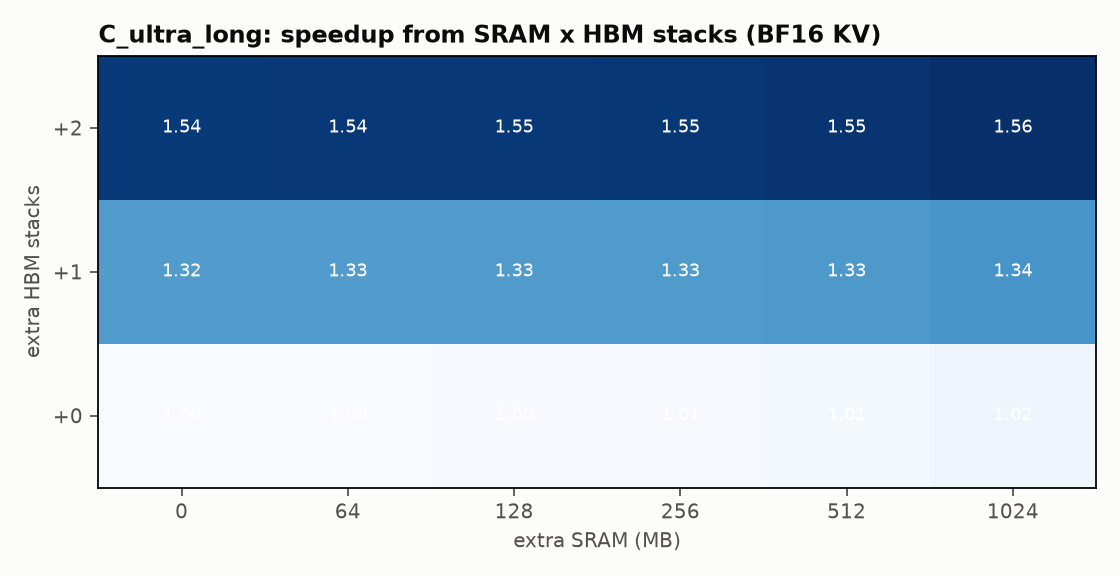 C_ultra_long: speedup from SRAM x HBM stacks (BF16 KV)
extra HBM stacks
+2
1.54 1.54 1.55 1.55 1.55 1.56
+1
1.32 1.33 1.33 1.33 1.33 1.34
+0
1.00 1.00 1.00 1.01 1.01 1.02
0 64 128 256 512 1024
extra SRAM (MB)